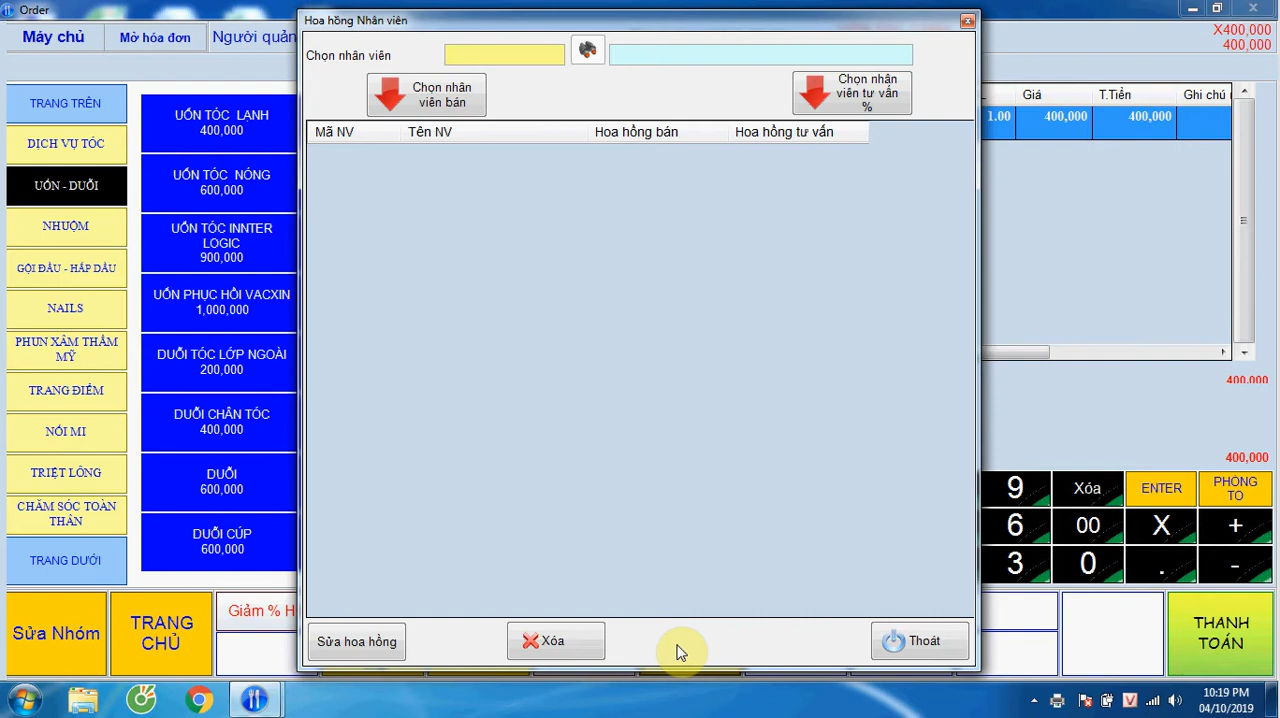 Order
Máy chủ
Mở hóa đơn
Người quản
X400,000
400,000
Hoa hồng Nhân viên
Chọn nhân viên
Chọn nhân
viên bán
Chọn nhân
viên tư vấn
%
Mã NV
Tên NV
Hoa hồng bán
Hoa hồng tư vấn
Giá
T.Tiền
Ghi chú
1.00
400,000
400,000
TRANG TRÊN
DỊCH VỤ TÓC
UỐN - DUỖI
NHUỘM
GỘI ĐẦU - HẤP DẦU
NAILS
PHUN XĂM THẨM
MỸ
TRANG ĐIỂM
NỐI MI
TRIỆT LÔNG
CHĂM SÓC TOÀN
THÂN
TRANG DƯỚI
UỐN TÓC LẠNH
400,000
UỐN TÓC NÓNG
600,000
UỐN TÓC INNTER
LOGIC
900,000
UỐN PHỤC HỒI VACXIN
1,000,000
DUỖI TÓC LỚP NGOÀI
200,000
DUỖI CHÂN TÓC
400,000
DUỖI
600,000
DUỖI CÚP
600,000
400,000
400,000
9
Xóa
ENTER
PHÓNG
TO
6
00
X
+
3
0
.
-
Sửa Nhóm
TRANG
CHỦ
Giảm % H
Sửa hoa hồng
Xóa
Thoát
THANH
TOÁN
V
10:19 PM
04/10/2019